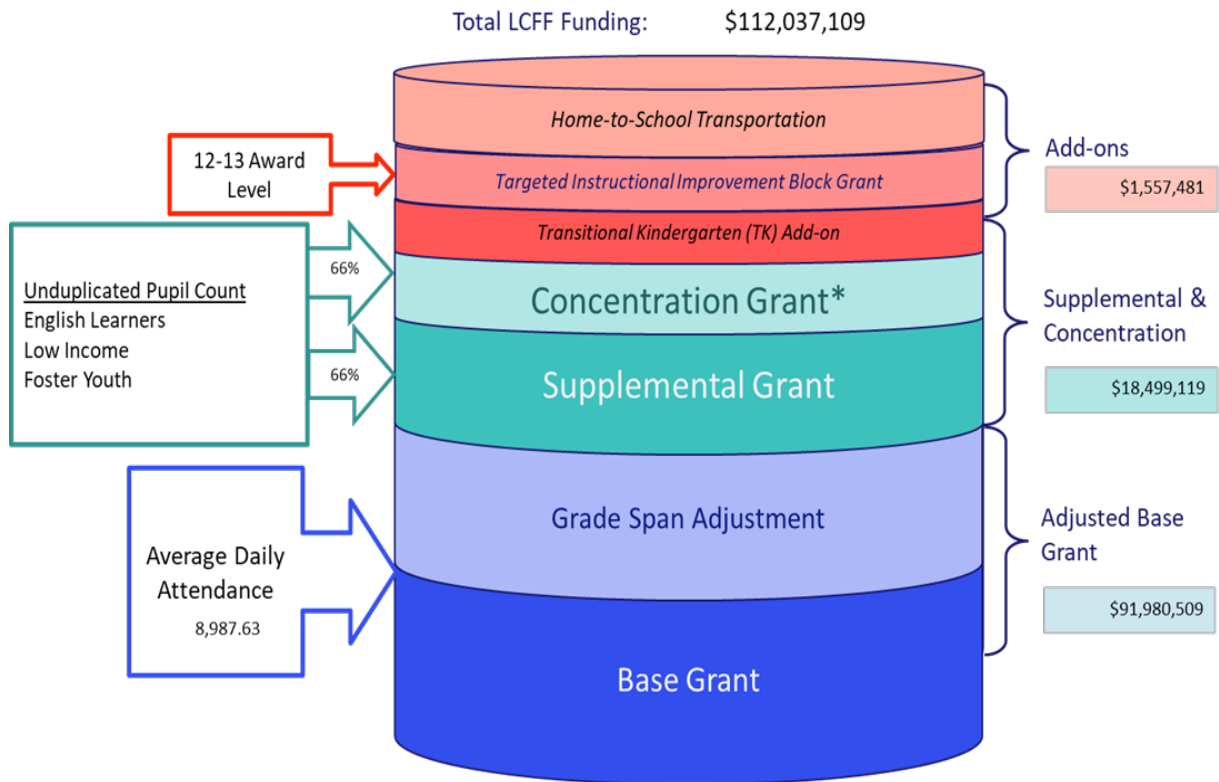 Total LCFF Funding: $112,037,109
Home-to-School Transportation
12-13 Award
Level
Targeted Instructional Improvement Block Grant
Add-ons
$1,557,481
Transitional Kindergarten (TK) Add-on
Unduplicated Pupil Count
English Learners
Low Income
Foster Youth
66%
66%
Concentration Grant*
Supplemental Grant
Supplemental &
Concentration
$18,499,119
Grade Span Adjustment
Average Daily
Attendance
8,987.63
Adjusted Base
Grant
$91,980,509
Base Grant